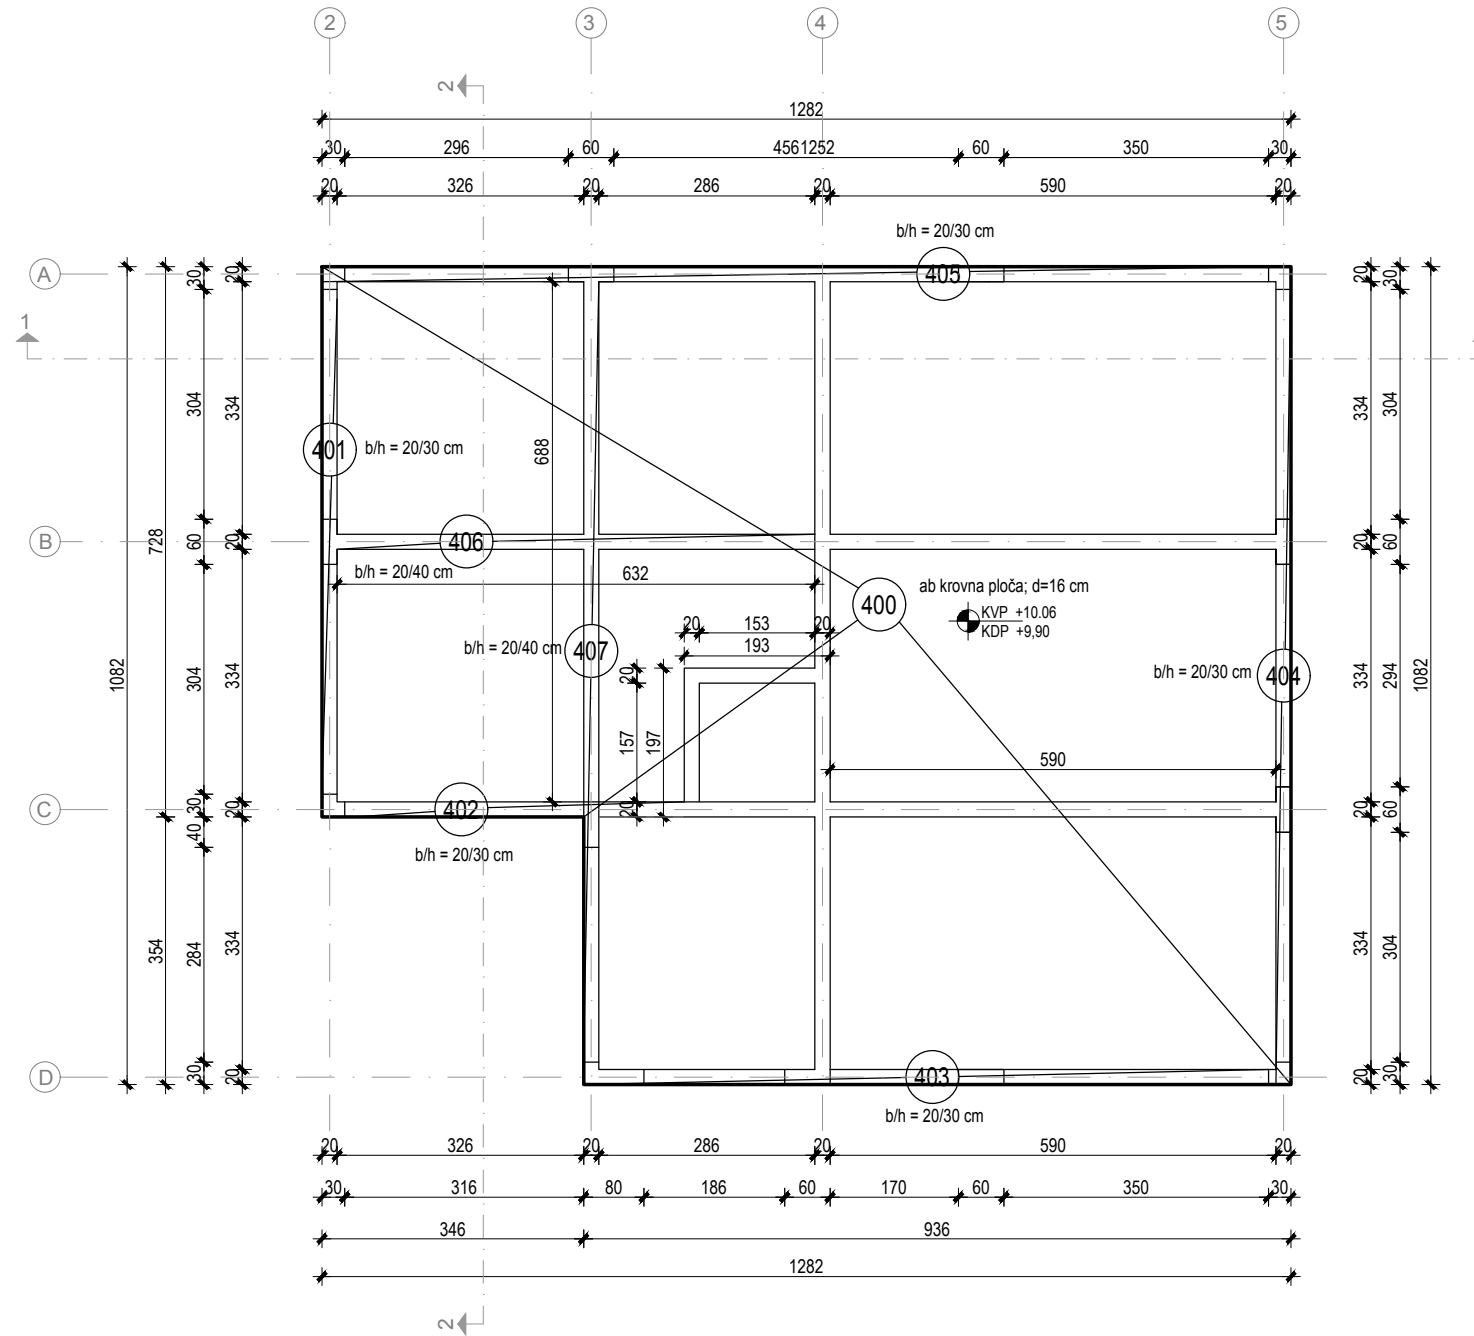 2 3 4 5
2
1282
30 296 60 4561252 60 350 30
20 326 20 286 20 590 20
b/h = 20/30 cm
A
405
30 20
20 30
1
304 334
334 304
401 b/h = 20/30 cm
688
B
728 60 20
406
20 60
b/h = 20/40 cm
632
ab krovna ploča; d=16 cm
400
KVP +10.06
KDP +9,90
20 153 20
193
b/h = 20/40 cm 407
1082 304 334
20
b/h = 20/30 cm 404
334 294 1082
157 197
590
C
30 20
402
20
20 60
40
b/h = 20/30 cm
354 284 334
334 304
D
30 20
403
20 30
b/h = 20/30 cm
20 326 20 286 20 590 20
30 316 80 186 60 170 60 350 30
346 936
1282
2